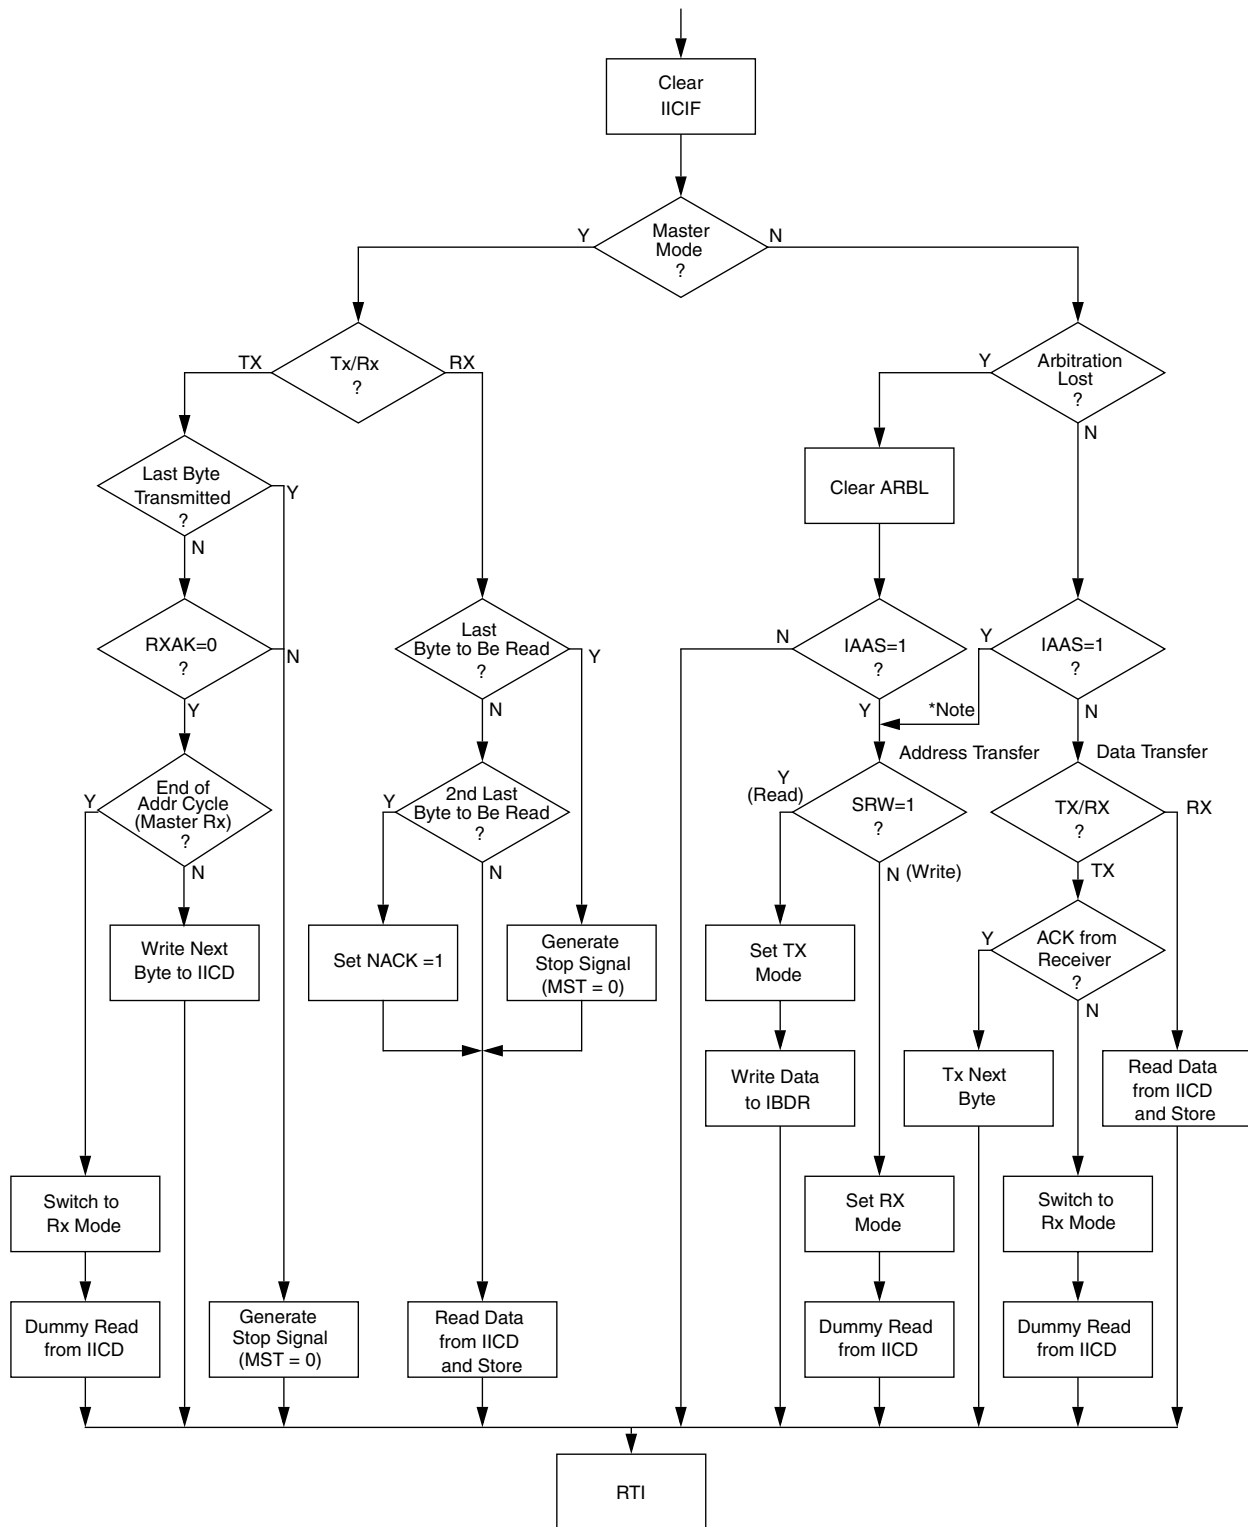 Clear
IICIF
Master
Mode
?
Y
N
Tx/Rx
?
TX
RX
Arbitration
Lost
?
Y
N
Last Byte
Transmitted
?
Y
N
Clear ARBL
RXAK=0
?
N
Y
Last
Byte to Be Read
?
Y
N
IAAS=1
?
N
Y
IAAS=1
?
Y
N
*Note
Address Transfer
Data Transfer
End of
Addr Cycle
(Master Rx)
?
Y
N
2nd Last
Byte to Be Read
?
Y
N
Y
(Read)
SRW=1
?
N (Write)
TX/RX
?
RX
TX
Write Next
Byte to IICD
Set NACK =1
Generate
Stop Signal
(MST = 0)
Set TX
Mode
ACK from
Receiver
?
Y
N
Write Data
to IBDR
Tx Next
Byte
Read Data
from IICD
and Store
Switch to
Rx Mode
Set RX
Mode
Switch to
Rx Mode
Dummy Read
from IICD
Generate
Stop Signal
(MST = 0)
Read Data
from IICD
and Store
Dummy Read
from IICD
Dummy Read
from IICD
RTI